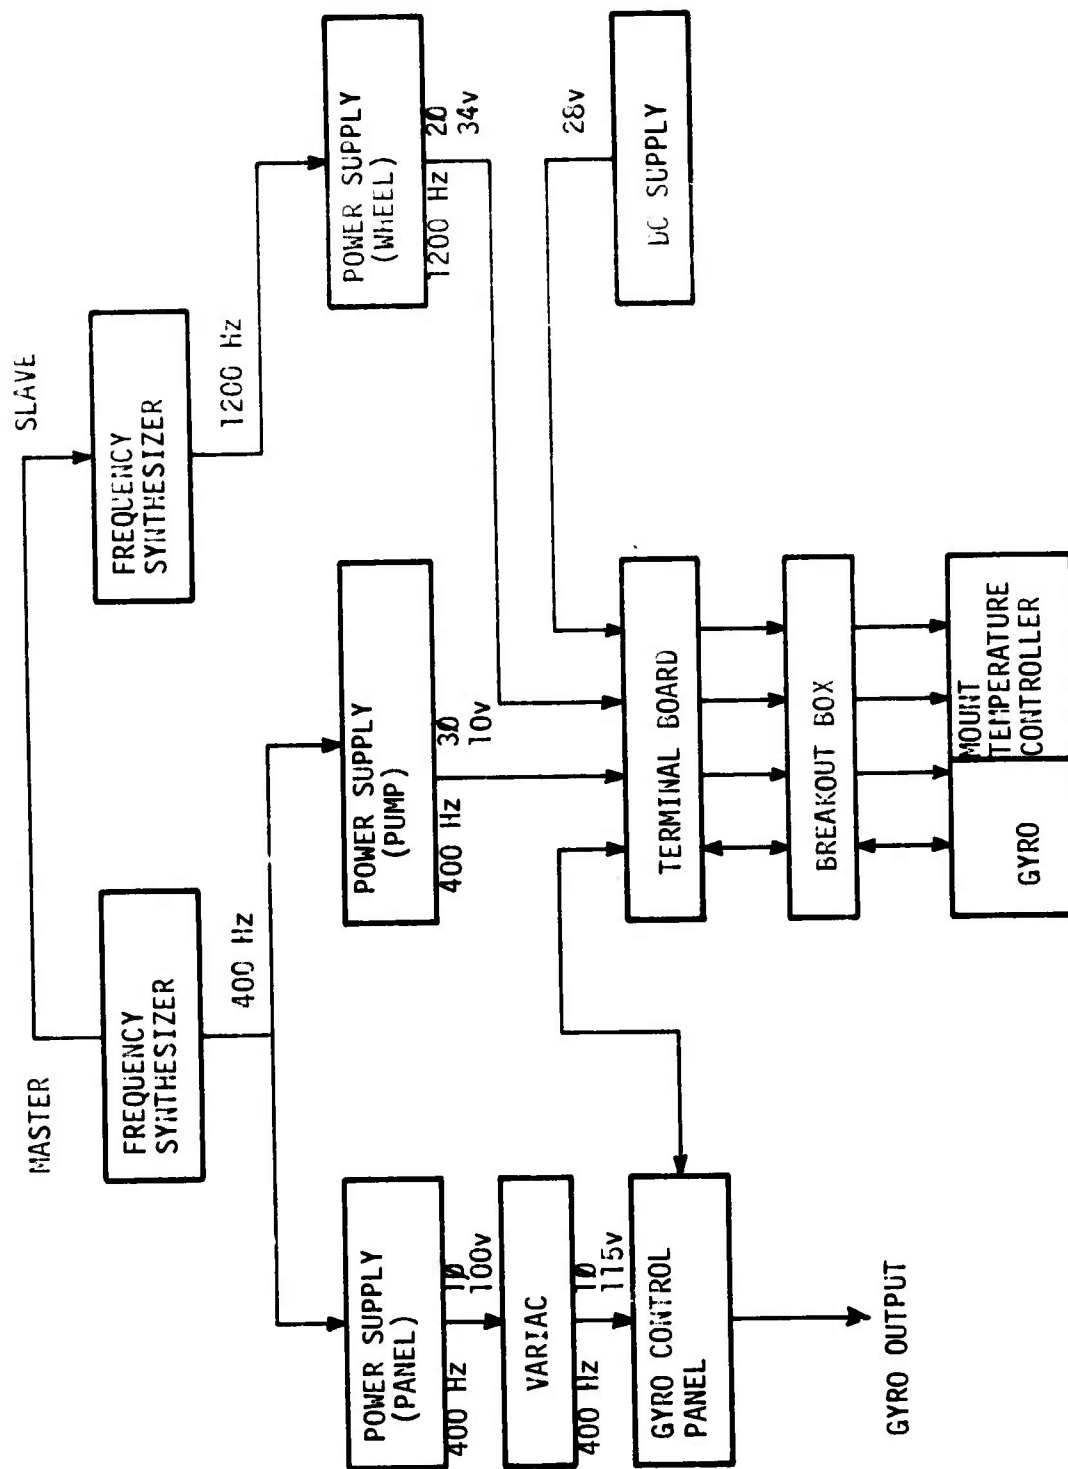 MASTER
SLAVE
FREQUENCY
SYNTHESIZER
FREQUENCY
SYNTHESIZER
400 Hz
1200 Hz
POWER SUPPLY
(PANEL)
POWER SUPPLY
(PUMP)
POWER SUPPLY
(WHEEL)
400 Hz
1Ø
100v
400 Hz
3Ø
10v
1200 Hz
2Ø
34v
VARIAC
400 Hz
1Ø
115v
28v
GYRO CONTROL
PANEL
TERMINAL BOARD
DC SUPPLY
BREAKOUT BOX
GYRO
MOUNT
TEMPERATURE
CONTROLLER
GYRO OUTPUT